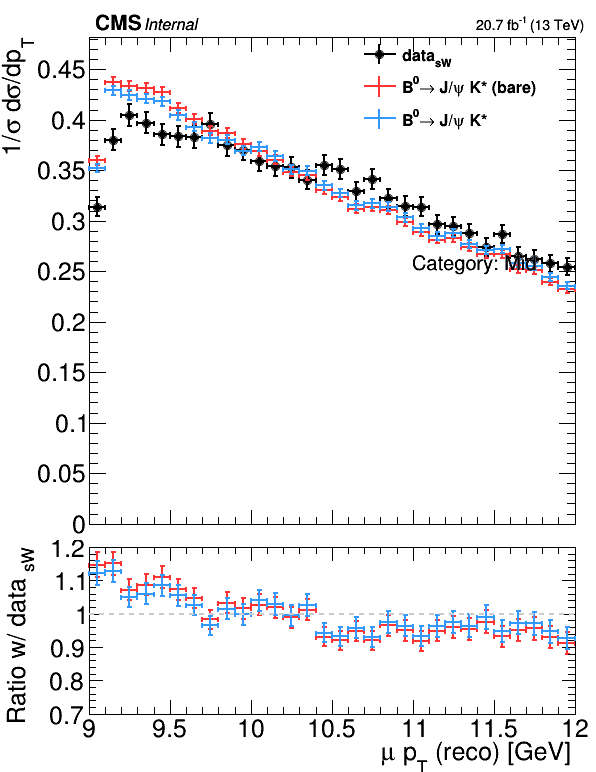 CMS Internal 20.7 fb⁻¹ (13 TeV)
1/σ dσ/dp_T
data_sW
B⁰→ J/ψ K* (bare)
B⁰→ J/ψ K*
0.45
0.4
0.35
0.3
0.25
0.2
0.15
0.1
0.05
0
Category: Mid
Ratio w/ data sW
1.2
1.1
1
0.9
0.8
0.7
9 9.5 10 10.5 11 11.5 12
μ p_T (reco) [GeV]